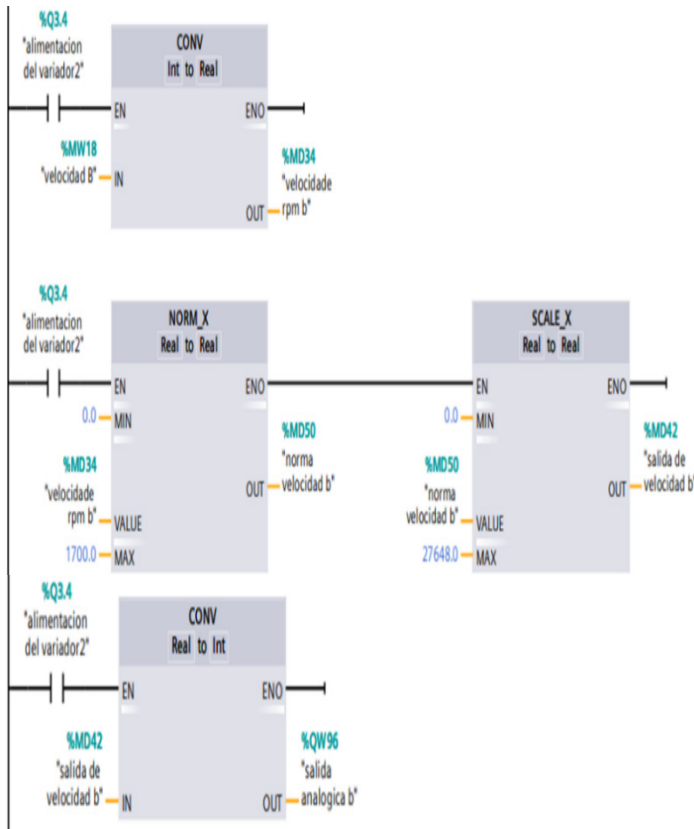 %Q3.4
"alimentacion
del variador2"
CONV
Int to Real
EN
ENO
%MW18
"velocidad B"
IN
%MD34
"velocidade
rpm b"
OUT
%Q3.4
"alimentacion
del variador2"
NORM_X
Real to Real
EN
ENO
0.0
MIN
%MD34
"velocidade
rpm b"
VALUE
1700.0
MAX
%MD50
"norma
velocidad b"
OUT
SCALE_X
Real to Real
EN
ENO
0.0
MIN
%MD50
"norma
velocidad b"
VALUE
27648.0
MAX
%MD42
"salida de
velocidad b"
OUT
%Q3.4
"alimentacion
del variador2"
CONV
Real to Int
EN
ENO
%MD42
"salida de
velocidad b"
IN
%QW96
"salida
analogica b"
OUT